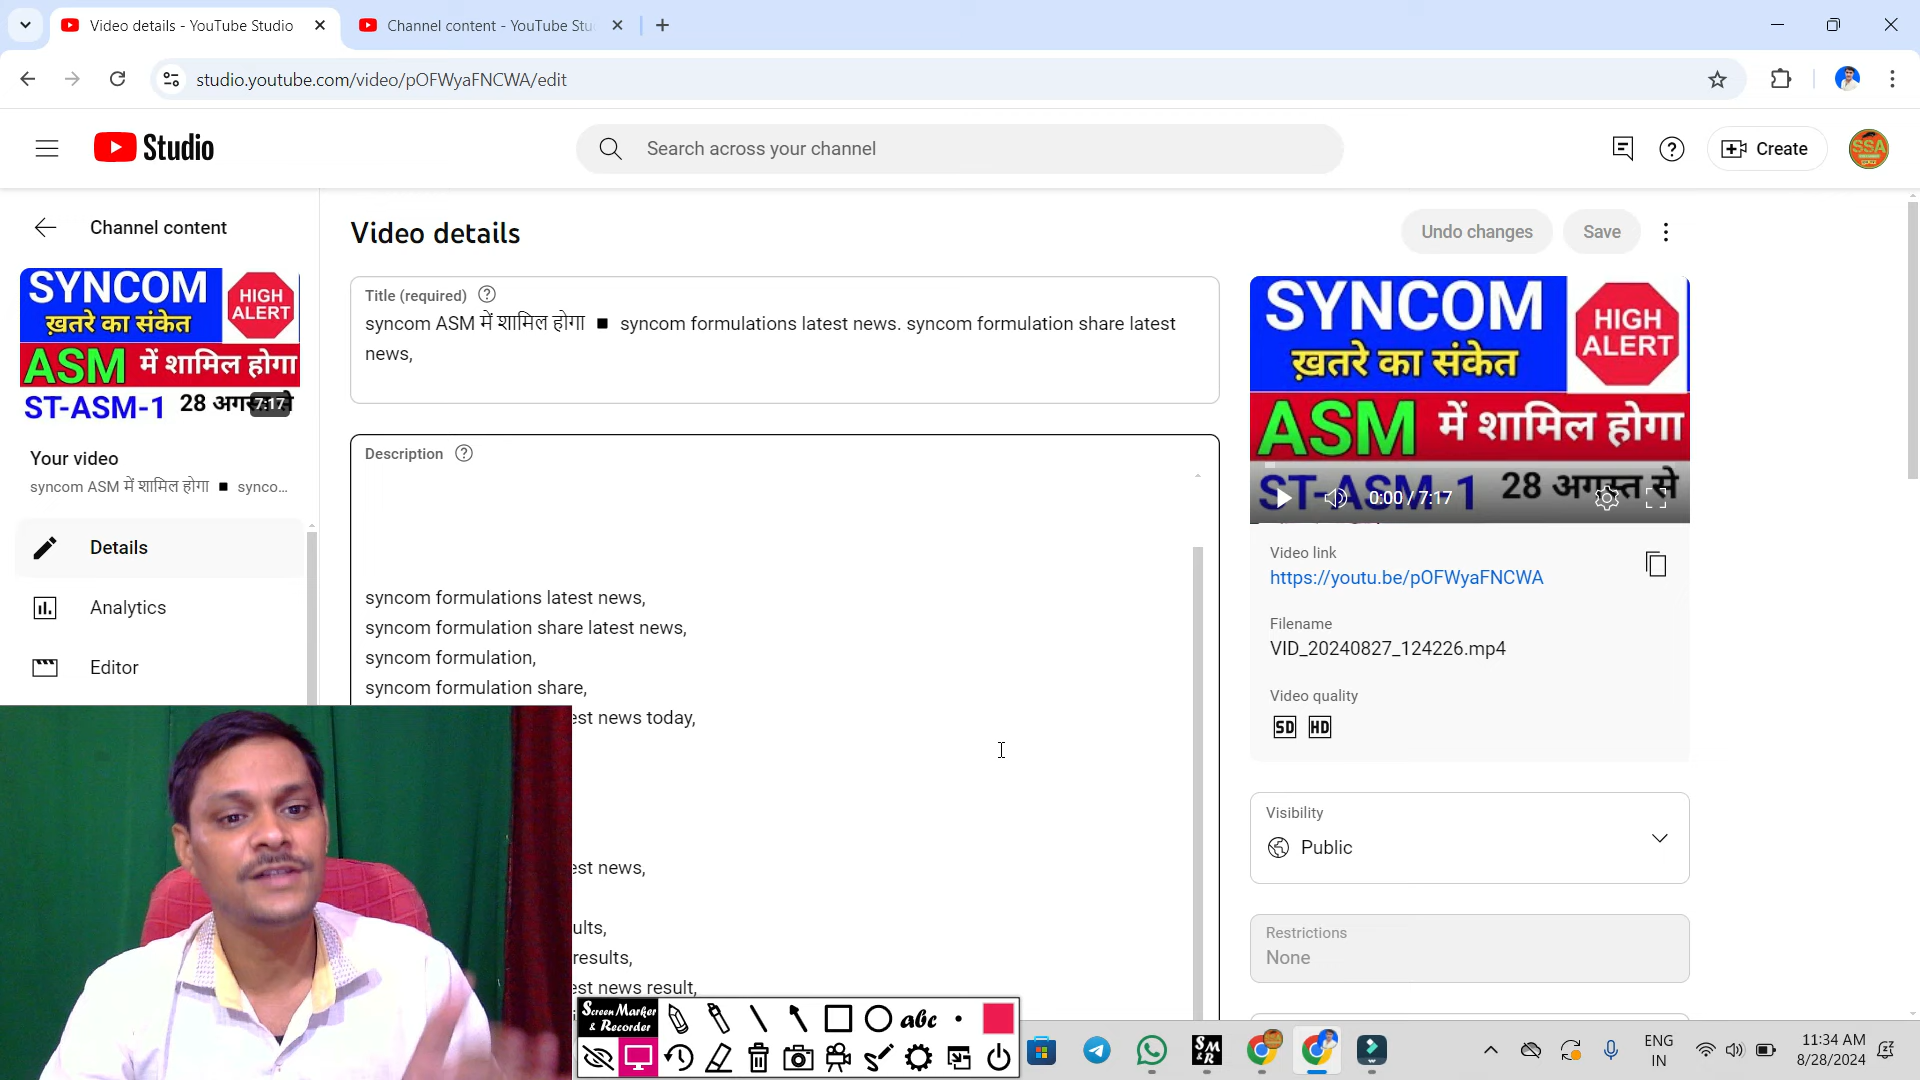 Video details - YouTube Studio
Channel content - YouTube Stu
studio.youtube.com/video/pOFWyaFNCWA/edit
Studio
Search across your channel
Create
SSA
Channel content
SYNCOM
ख़तरे का संकेत
HIGH
ALERT
ASM में शामिल होगा
ST-ASM-1 28
7:17
Your video
syncom ASM में शामिल होगा ■ synco...
Details
Analytics
Editor
Video details
Undo changes
Save
Title (required)
syncom ASM में शामिल होगा ■ syncom formulations latest news. syncom formulation share latest
news,
Description
syncom formulations latest news,
syncom formulation share latest news,
syncom formulation,
syncom formulation share,
est news today,
est news,
ults,
results,
est news result,
SYNCOM
ख़तरे का संकेत
HIGH
ALERT
ASM में शामिल होगा
ST-ASM-1 28 अगस्त से
0:00 / 7:17
Video link
https://youtu.be/pOFWyaFNCWA
Filename
VID_20240827_124226.mp4
Video quality
SD HD
Visibility
Public
Restrictions
None
Screen Marker
& Recorder
abc
SM
&R
ENG
IN
11:34 AM
8/28/2024